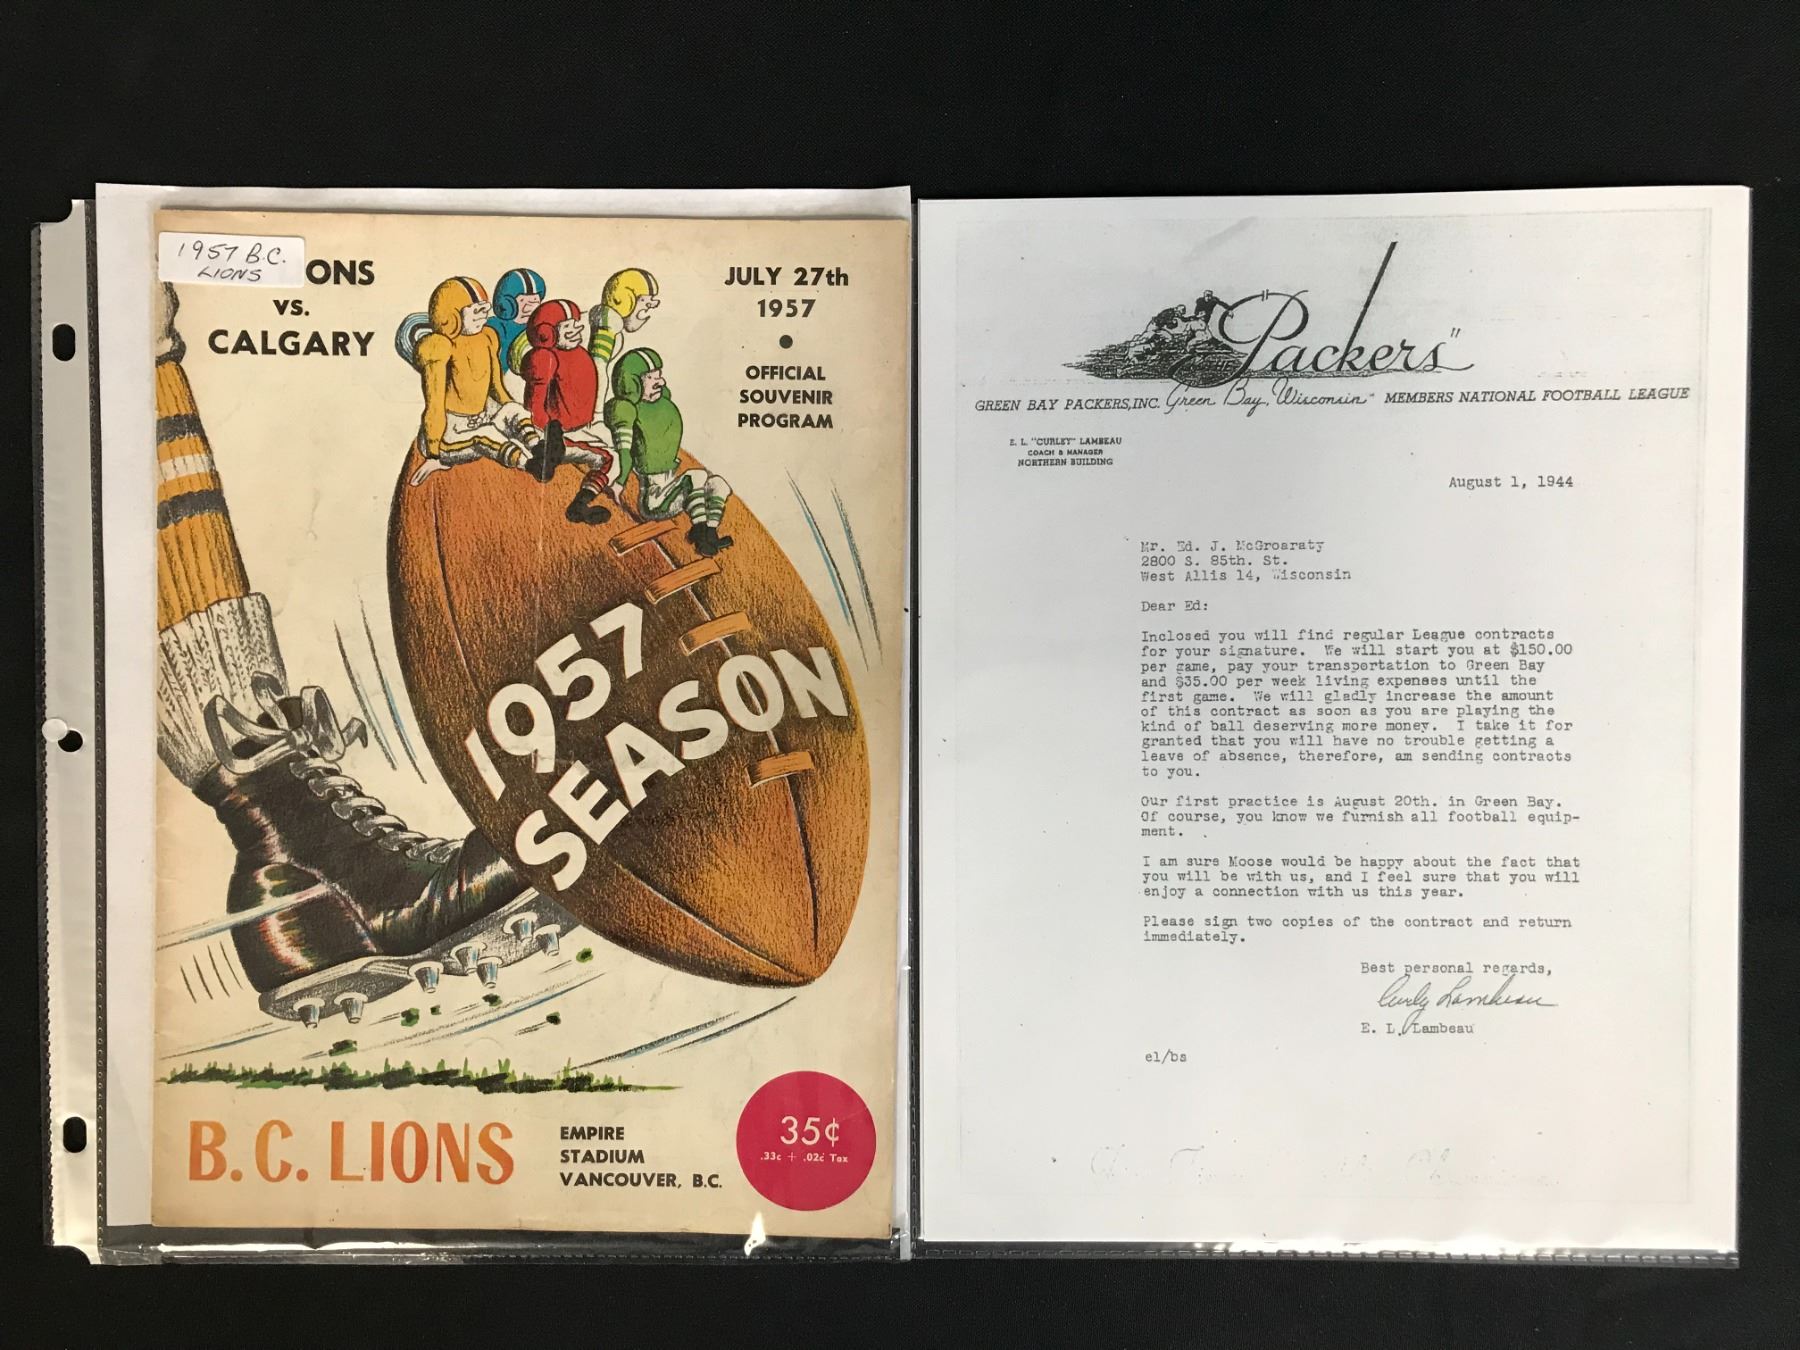 1957 B.C.
LIONS
ONS
VS.
CALGARY
JULY 27th
1957
•
OFFICIAL
SOUVENIR
PROGRAM
1957
SEASON
B.C. LIONS
EMPIRE
STADIUM
VANCOUVER, B.C.
35¢
.33c + .02c Tax
"THE Packers"
GREEN BAY PACKERS, INC. Green Bay, Wisconsin MEMBERS NATIONAL FOOTBALL LEAGUE
E. L. "CURLEY" LAMBEAU
COACH & MANAGER
NORTHERN BUILDING
August 1, 1944
Mr. Ed. J. McGroaraty
2800 S. 85th. St.
West Allis 14, Wisconsin
Dear Ed:
Inclosed you will find regular League contracts
for your signature. We will start you at $150.00
per game, pay your transportation to Green Bay
and $35.00 per week living expenses until the
first game. We will gladly increase the amount
of this contract as soon as you are playing the
kind of ball deserving more money. I take it for
granted that you will have no trouble getting a
leave of absence, therefore, am sending contracts
to you.
Our first practice is August 20th. in Green Bay.
Of course, you know we furnish all football equip-
ment.
I am sure Moose would be happy about the fact that
you will be with us, and I feel sure that you will
enjoy a connection with us this year.
Please sign two copies of the contract and return
immediately.
Best personal regards,
Curly Lambeau
E. L. Lambeau
el/bs